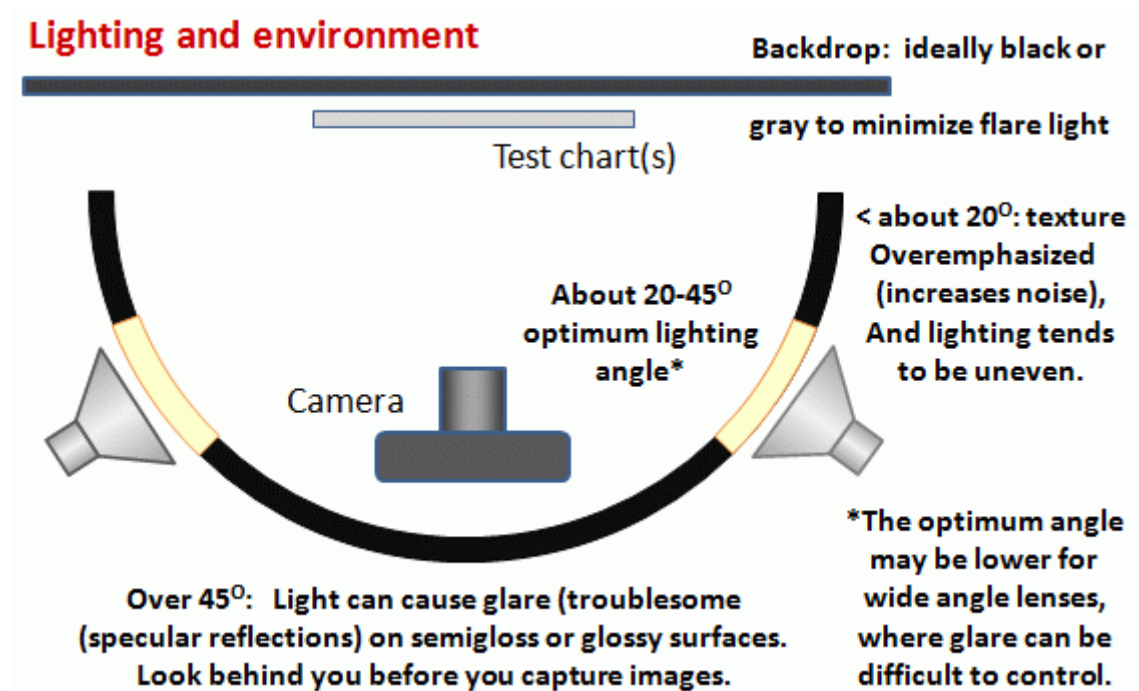 Lighting and environment
Backdrop:  ideally black or
gray to minimize flare light
Test chart(s)
< about 20⁰: texture
Overemphasized
(increases noise),
And lighting tends
to be uneven.
About 20-45⁰
optimum lighting
angle*
Camera
*The optimum angle
may be lower for
wide angle lenses,
where glare can be
difficult to control.
Over 45⁰:  Light can cause glare (troublesome
(specular reflections) on semigloss or glossy surfaces.
Look behind you before you capture images.